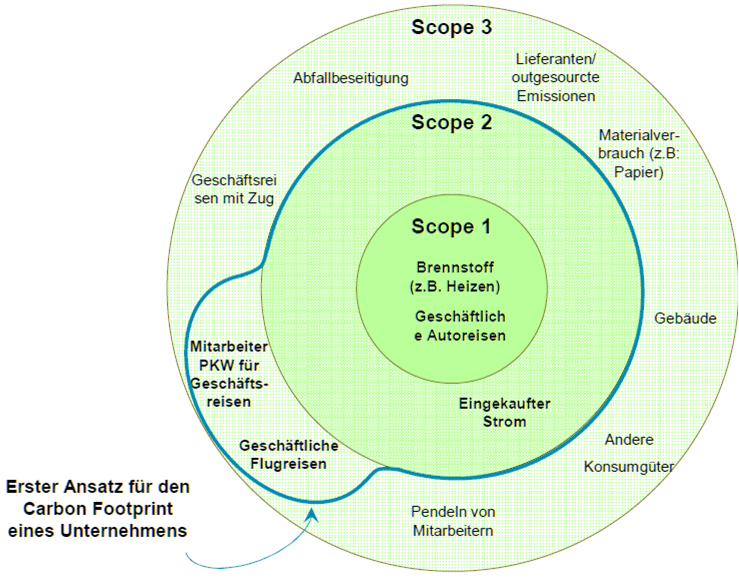 Scope 3
Lieferanten/
outgesourcte
Emissionen
Abfallbeseitigung
Scope 2
Materialver-
brauch (z.B:
Papier)
Geschäftsrei
sen mit Zug
Scope 1
Brennstoff
(z.B. Heizen)
Geschäftlich
e Autoreisen
Gebäude
Mitarbeiter
PKW für
Geschäfts-
reisen
Eingekaufter
Strom
Geschäftliche
Flugreisen
Andere
Konsumgüter
Erster Ansatz für den
Carbon Footprint
eines Unternehmens
Pendeln von
Mitarbeitern